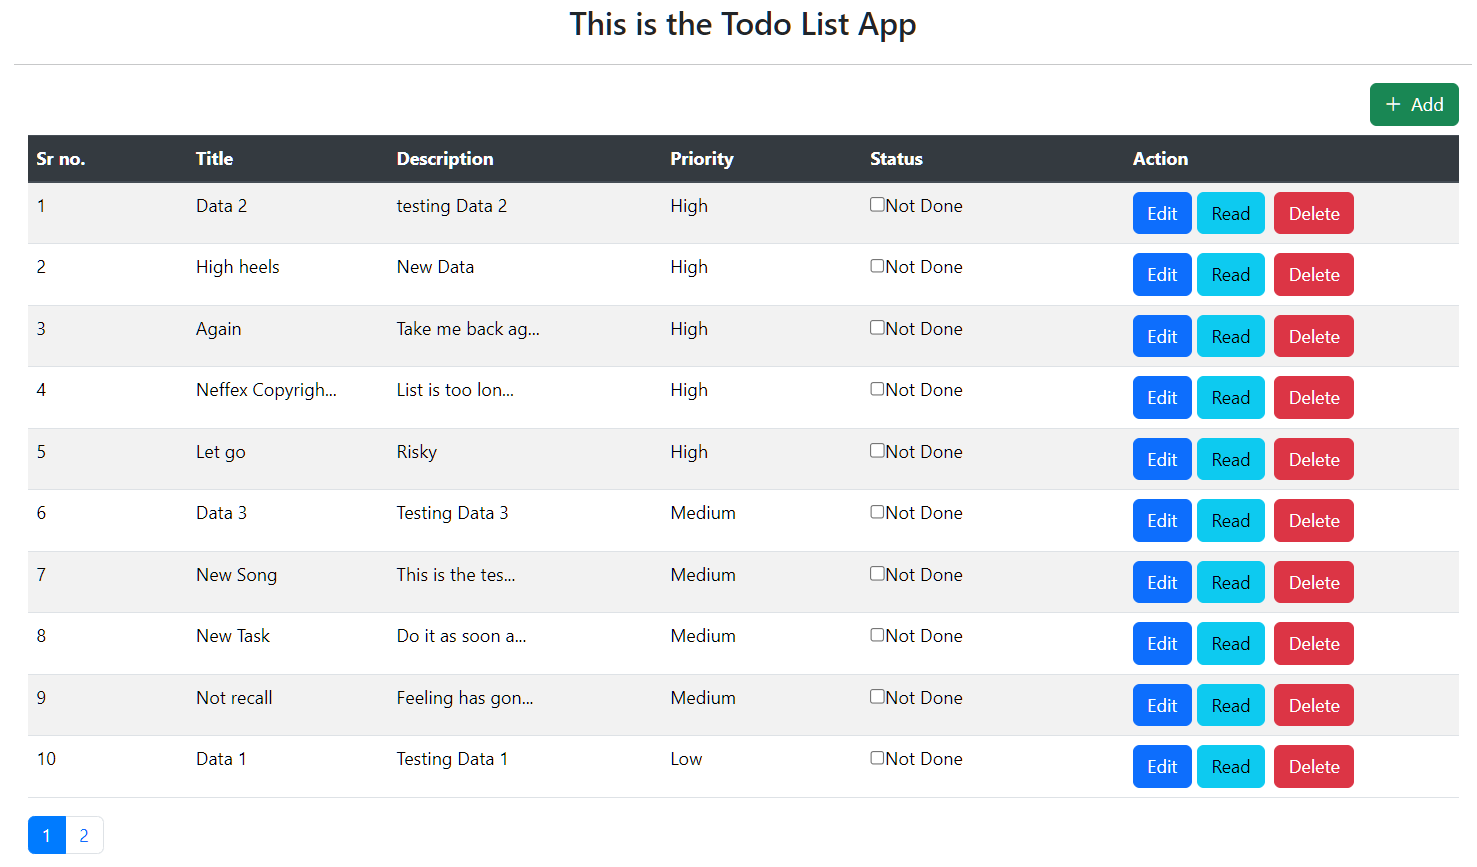 This is the Todo List App
+ Add
Sr no. Title Description Priority Status Action
1 Data 2 testing Data 2 High Not Done Edit Read Delete
2 High heels New Data High Not Done Edit Read Delete
3 Again Take me back ag... High Not Done Edit Read Delete
4 Neffex Copyrigh... List is too lon... High Not Done Edit Read Delete
5 Let go Risky High Not Done Edit Read Delete
6 Data 3 Testing Data 3 Medium Not Done Edit Read Delete
7 New Song This is the tes... Medium Not Done Edit Read Delete
8 New Task Do it as soon a... Medium Not Done Edit Read Delete
9 Not recall Feeling has gon... Medium Not Done Edit Read Delete
10 Data 1 Testing Data 1 Low Not Done Edit Read Delete
1 2